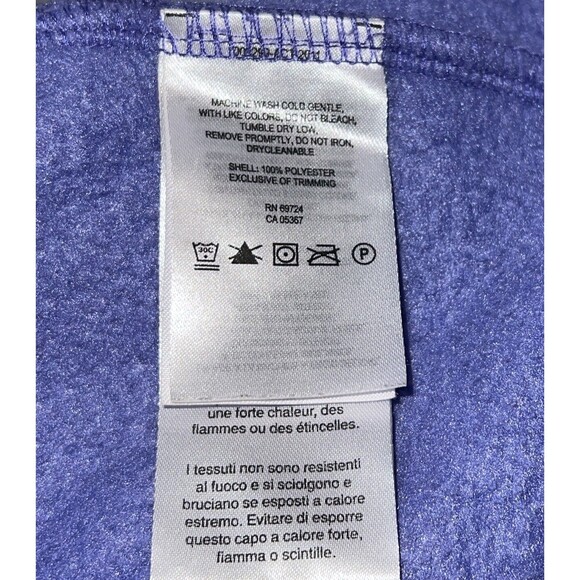 MACHINE WASH COLD GENTLE,
WITH LIKE COLORS, DO NOT BLEACH,
TUMBLE DRY LOW,
REMOVE PROMPTLY, DO NOT IRON,
DRYCLEANABLE
SHELL: 100% POLYESTER
EXCLUSIVE OF TRIMMING
RN 69724
CA 05367
30C
P
une forte chaleur, des
flammes ou des étincelles.
I tessuti non sono resistenti
al fuoco e si sciolgono e
bruciano se esposti a calore
estremo. Evitare di esporre
questo capo a calore forte,
fiamma o scintille.